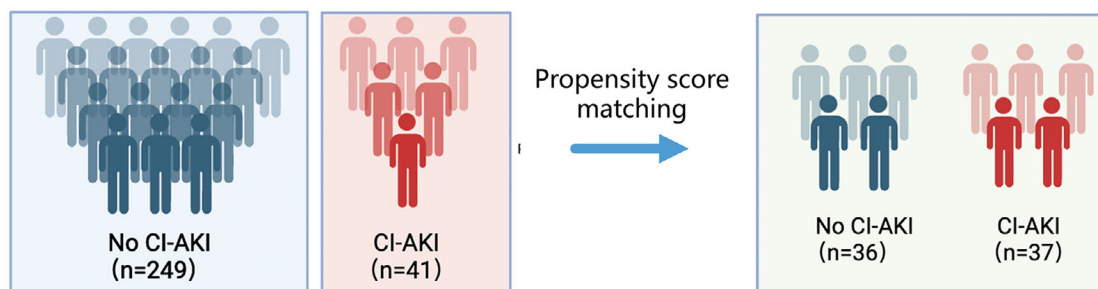 Propensity score
matching
No CI-AKI
(n=249)
CI-AKI
(n=41)
No CI-AKI
(n=36)
CI-AKI
(n=37)